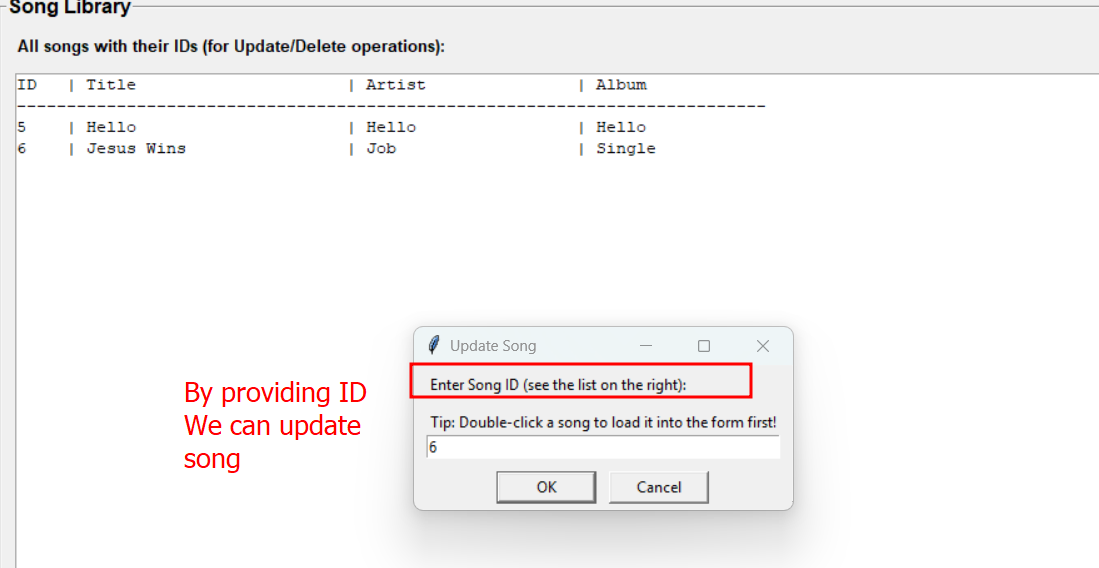 Song Library
All songs with their IDs (for Update/Delete operations):
ID | Title | Artist | Album
---------------------------------------------------------------------------
5 | Hello | Hello | Hello
6 | Jesus Wins | Job | Single
Update Song
Enter Song ID (see the list on the right):
Tip: Double-click a song to load it into the form first!
6
OK Cancel
By providing ID
We can update
song